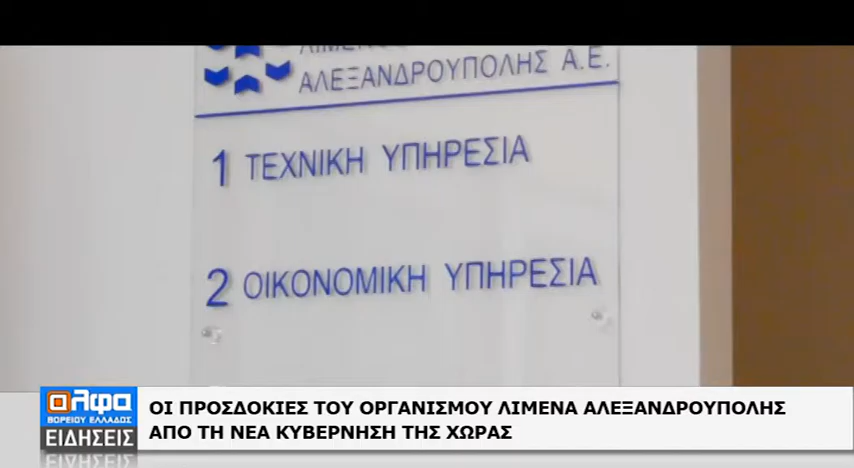 ΑΛΕΞΑΝΔΡΟΥΠΟΛΗΣ Α.Ε.
1 ΤΕΧΝΙΚΗ ΥΠΗΡΕΣΙΑ
2 ΟΙΚΟΝΟΜΙΚΗ ΥΠΗΡΕΣΙΑ
αλφα
ΒΟΡΕΙΟΥ ΕΛΛΑΔΟΣ
ΕΙΔΗΣΕΙΣ
ΟΙ ΠΡΟΣΔΟΚΙΕΣ ΤΟΥ ΟΡΓΑΝΙΣΜΟΥ ΛΙΜΕΝΑ ΑΛΕΞΑΝΔΡΟΥΠΟΛΗΣ
ΑΠΟ ΤΗ ΝΕΑ ΚΥΒΕΡΝΗΣΗ ΤΗΣ ΧΩΡΑΣ